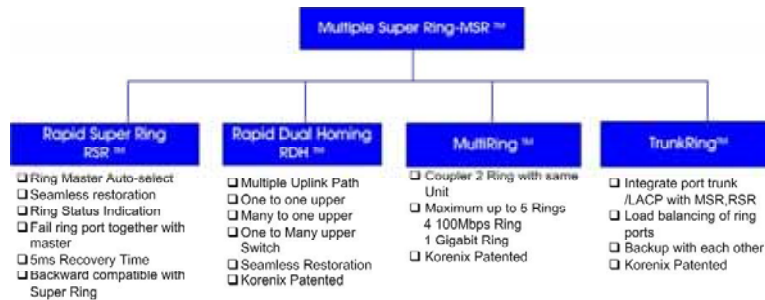 Multiple Super Ring-MSR ™
Rapid Super Ring
RSR ™
❑ Ring Master Auto-select
❑ Seamless restoration
❑ Ring Status Indication
❑ Fail ring port together with
master
❑ 5ms Recovery Time
❑ Backward compatible with
Super Ring
Rapid Dual Homing
RDH ™
❑ Multiple Uplink Path
❑ One to one upper
❑ Many to one upper
❑ One to Many upper
Switch
❑ Seamless Restoration
❑ Korenix Patented
MultiRing ™
❑ Coupler 2 Ring with same
Unit
❑ Maximum up to 5 Rings
4 100Mbps Ring
1 Gigabit Ring
❑ Korenix Patented
TrunkRing™
❑ Integrate port trunk
/LACP with MSR,RSR
❑ Load balancing of ring
ports
❑ Backup with each other
❑ Korenix Patented